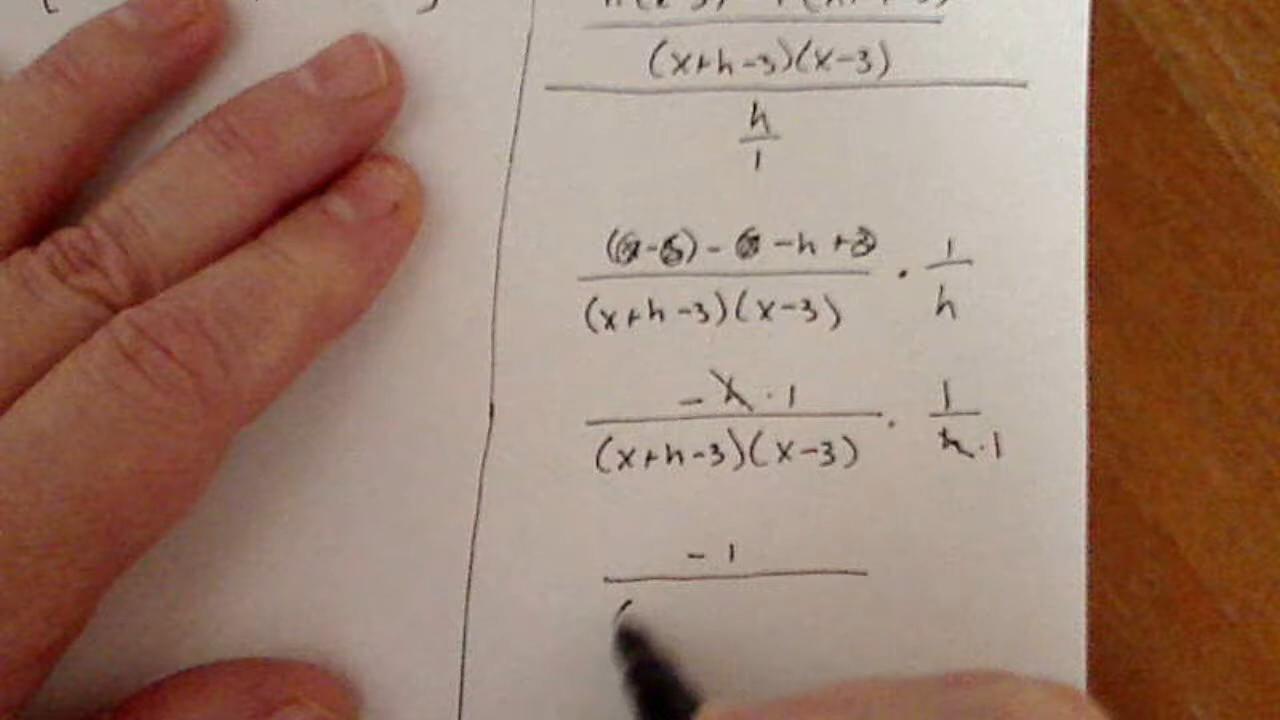 (x+h-3)(x-3)
h
1
(x-3) - x - h + 3 · 1
(x+h-3)(x-3) h
-h · 1 · 1
(x+h-3)(x-3) h · 1
-1
(